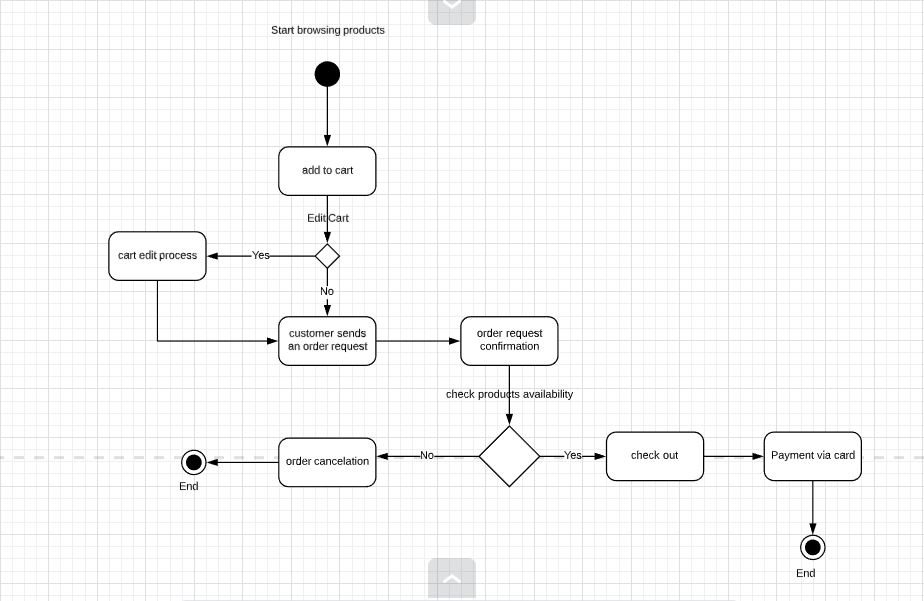 Start browsing products
add to cart
Edit Cart
cart edit process
Yes
No
customer sends
an order request
order request
confirmation
check products availability
End
order cancelation
No
Yes
check out
Payment via card
End